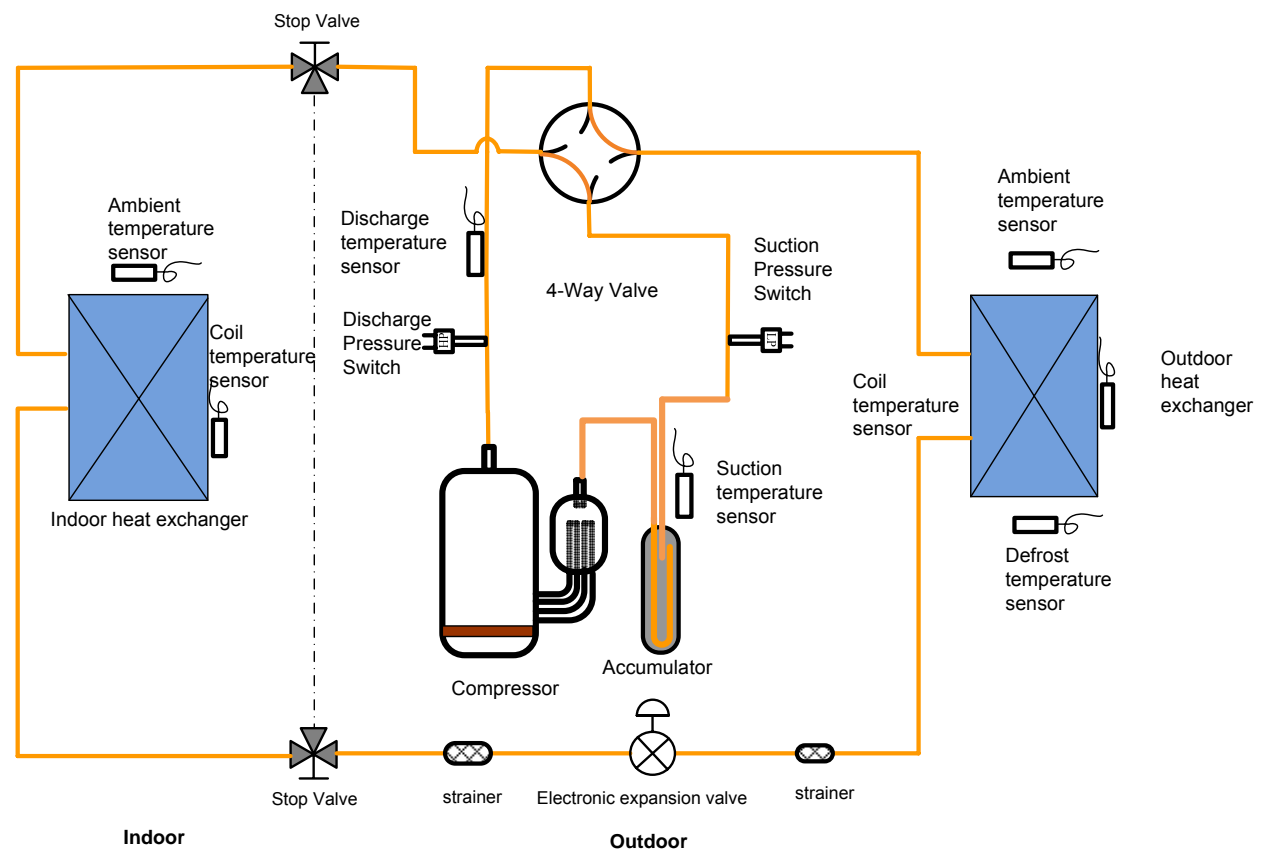 Stop Valve
Ambient
temperature
sensor
Discharge
temperature
sensor
Suction
Pressure
Switch
Ambient
temperature
sensor
4-Way Valve
Discharge
Pressure
Switch
HP
LP
Coil
temperature
sensor
Coil
temperature
sensor
Outdoor
heat
exchanger
Suction
temperature
sensor
Indoor heat exchanger
Defrost
temperature
sensor
Accumulator
Compressor
Stop Valve
strainer
Electronic expansion valve
strainer
Indoor
Outdoor